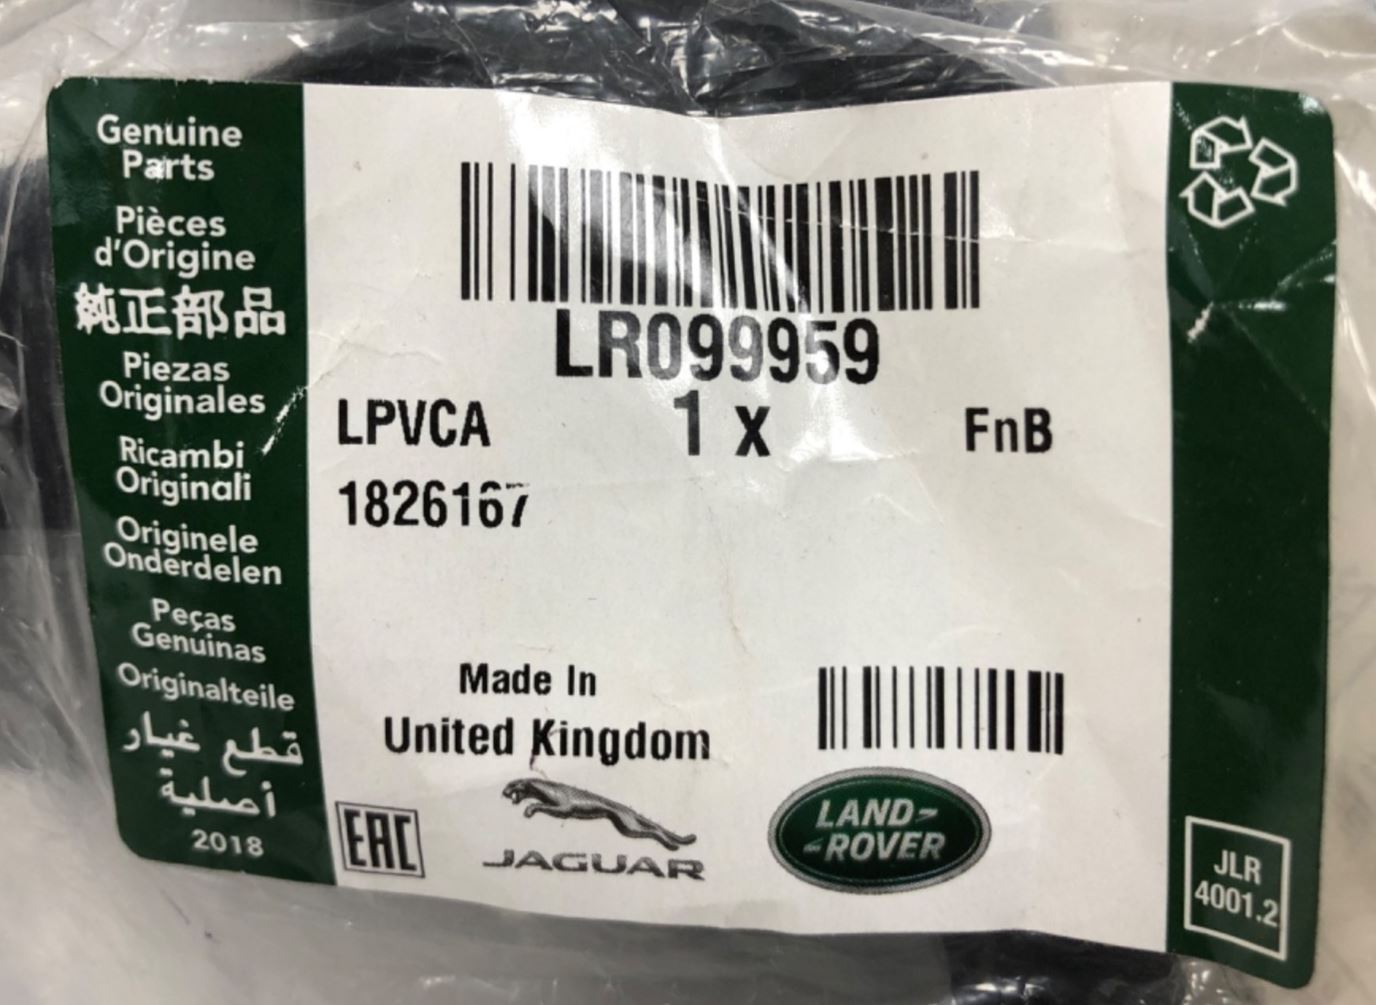 Genuine
Parts
Pièces
d'Origine
純正部品
Piezas
Originales
Ricambi
Originali
Originele
Onderdelen
Peças
Genuinas
Originalteile
قطع غيار
أصلية
2018
LR099959
LPVCA 1 x FnB
1826167
Made In
United Kingdom
EAC
JAGUAR
LAND-
-ROVER
JLR
4001.2